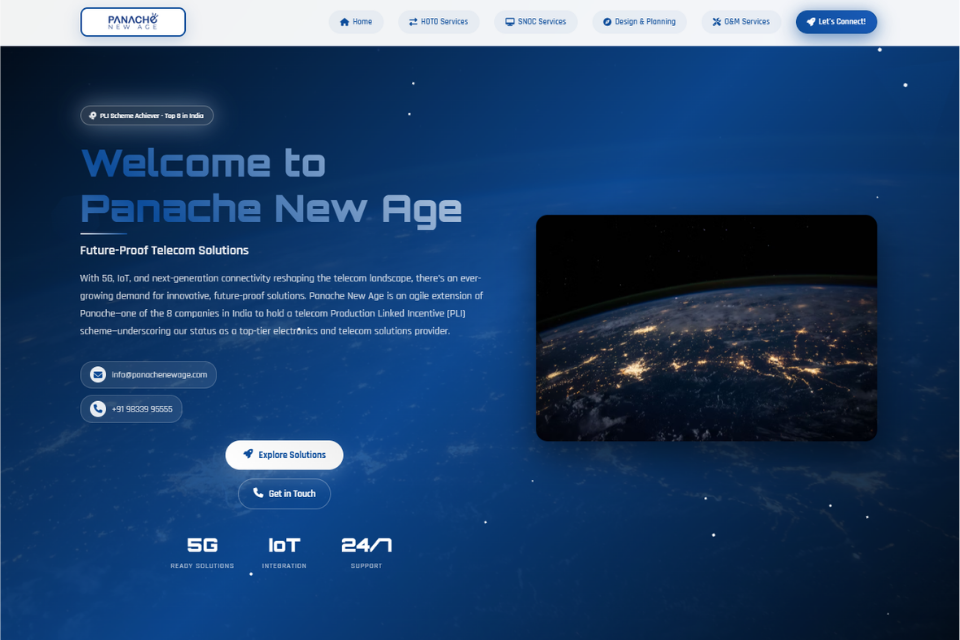 PANACHE
NEW AGE
Home
HOTO Services
SNOC Services
Design & Planning
O&M Services
Let's Connect!
PLI Scheme Achiever - Top 8 in India
Welcome to
Panache New Age
Future-Proof Telecom Solutions
With 5G, IoT, and next-generation connectivity reshaping the telecom landscape, there's an ever-
growing demand for innovative, future-proof solutions. Panache New Age is an agile extension of
Panache—one of the 8 companies in India to hold a telecom Production Linked Incentive (PLI)
scheme—underscoring our status as a top-tier electronics and telecom solutions provider.
info@panachenewage.com
+91 98339 95555
Explore Solutions
Get in Touch
5G IoT 24/7
READY SOLUTIONS INTEGRATION SUPPORT